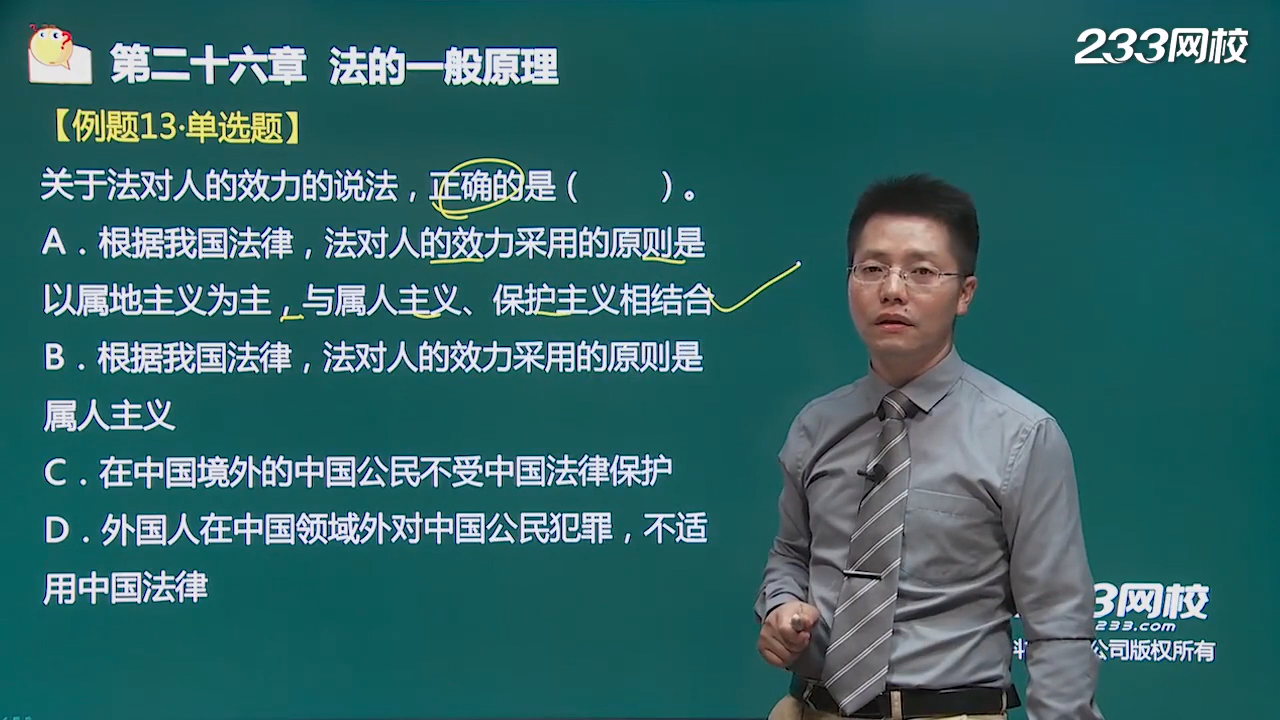 233网校
第二十六章 法的一般原理
【例题13·单选题】
关于法对人的效力的说法，正确的是（ ）。
A．根据我国法律，法对人的效力采用的原则是
以属地主义为主，与属人主义、保护主义相结合
B．根据我国法律，法对人的效力采用的原则是
属人主义
C．在中国境外的中国公民不受中国法律保护
D．外国人在中国领域外对中国公民犯罪，不适
用中国法律
3网校
233.com
公司版权所有